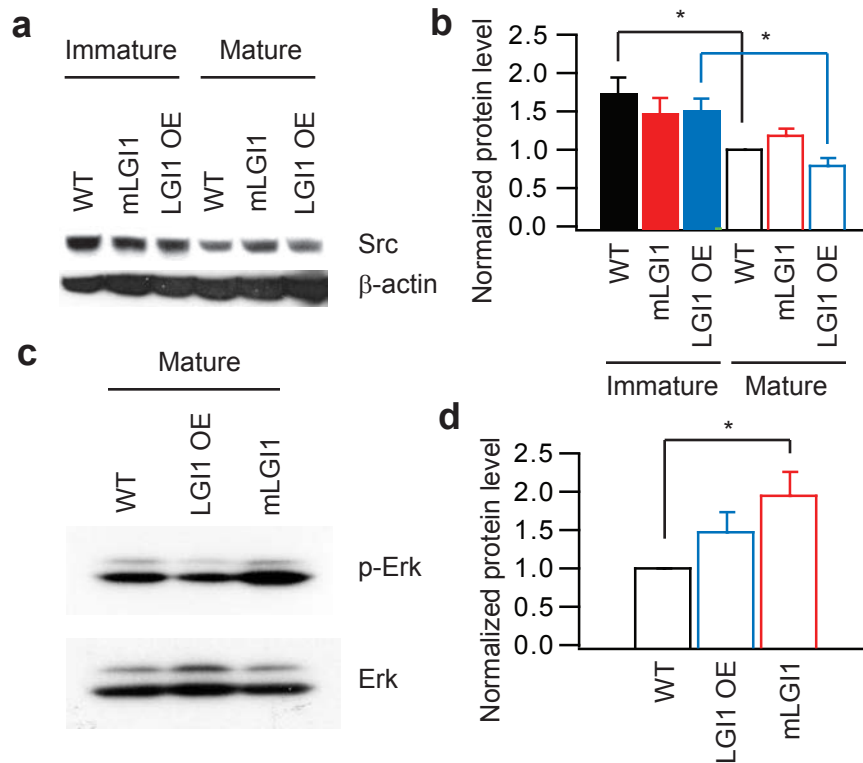 a
Immature Mature
WT mLGI1 LGI1 OE WT mLGI1 LGI1 OE
Src
β-actin
b
Normalized protein level
2.5
2.0
1.5
1.0
0.5
0.0
* *
WT mLGI1 LGI1 OE WT mLGI1 LGI1 OE
Immature Mature
c
Mature
WT LGI1 OE mLGI1
p-Erk
Erk
d
Normalized protein level
2.5
2.0
1.5
1.0
0.5
0.0
*
WT LGI1 OE mLGI1